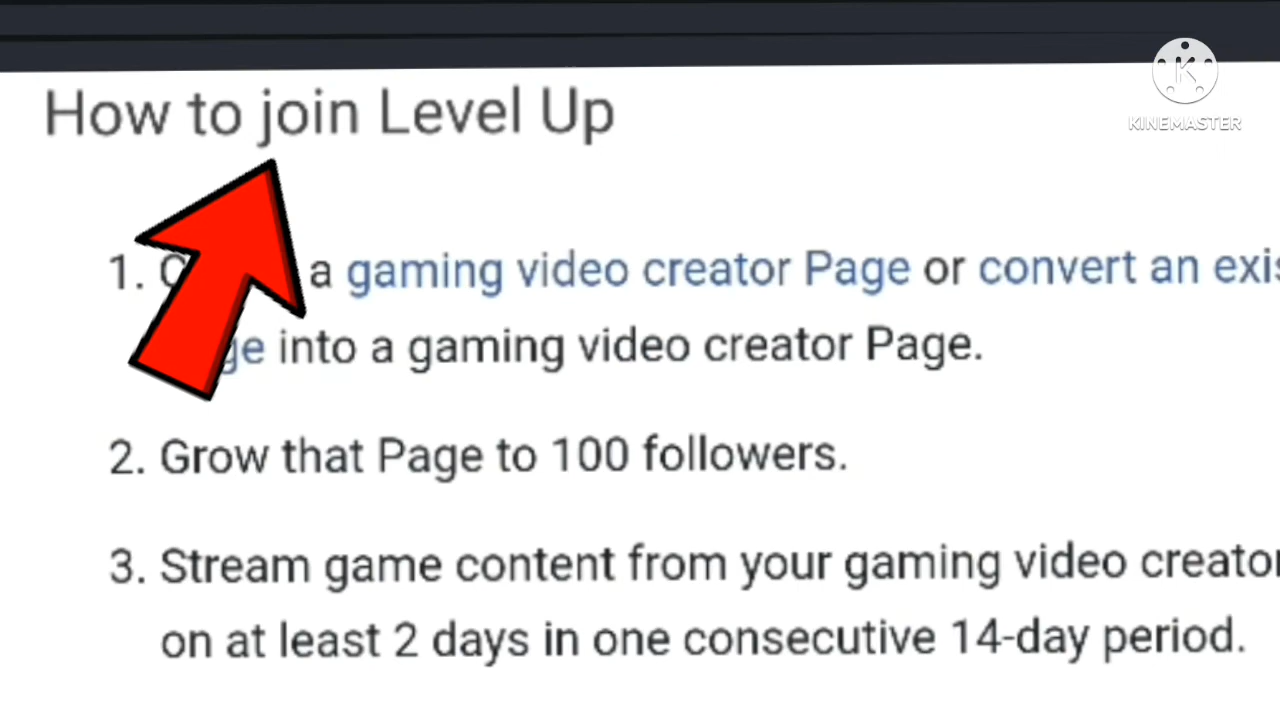 How to join Level Up
KINEMASTER
1. a gaming video creator Page or convert an
into a gaming video creator Page.
2. Grow that Page to 100 followers.
3. Stream game content from your gaming video
on at least 2 days in one consecutive 14-day period.